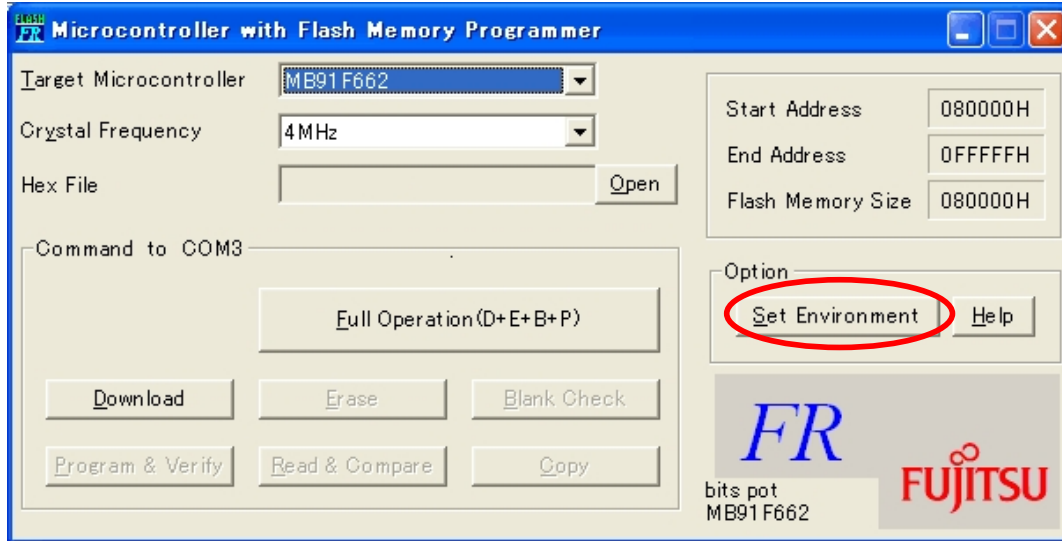 FLASH
FR
Microcontroller with Flash Memory Programmer
Target Microcontroller
MB91F662
Crystal Frequency
4MHz
Hex File
Open
Start Address
080000H
End Address
0FFFFFH
Flash Memory Size
080000H
Command to COM3
Full Operation(D+E+B+P)
Download
Erase
Blank Check
Program & Verify
Read & Compare
Copy
Option
Set Environment
Help
FR
FUJITSU
bits pot
MB91F662